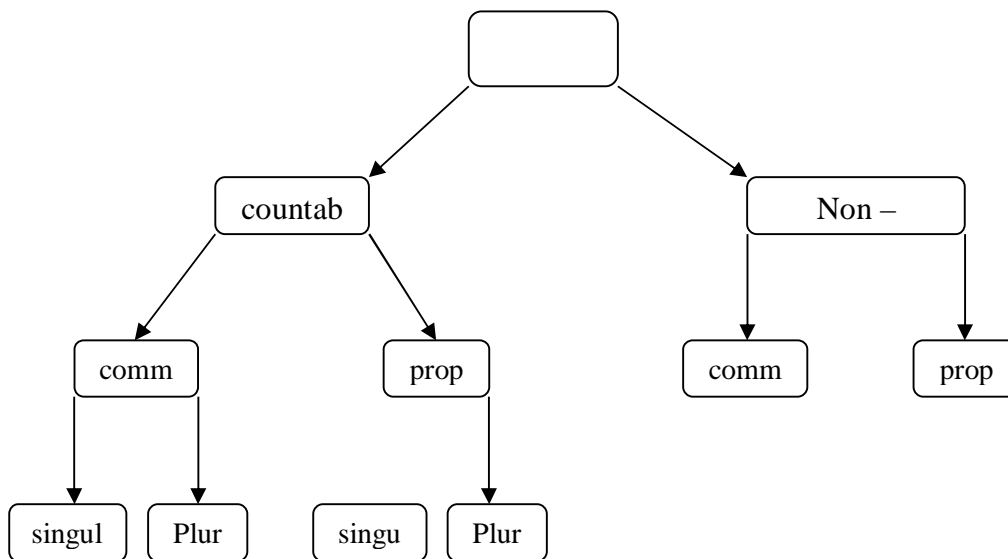 countab
Non –
comm
prop
comm
prop
singul
Plur
singu
Plur